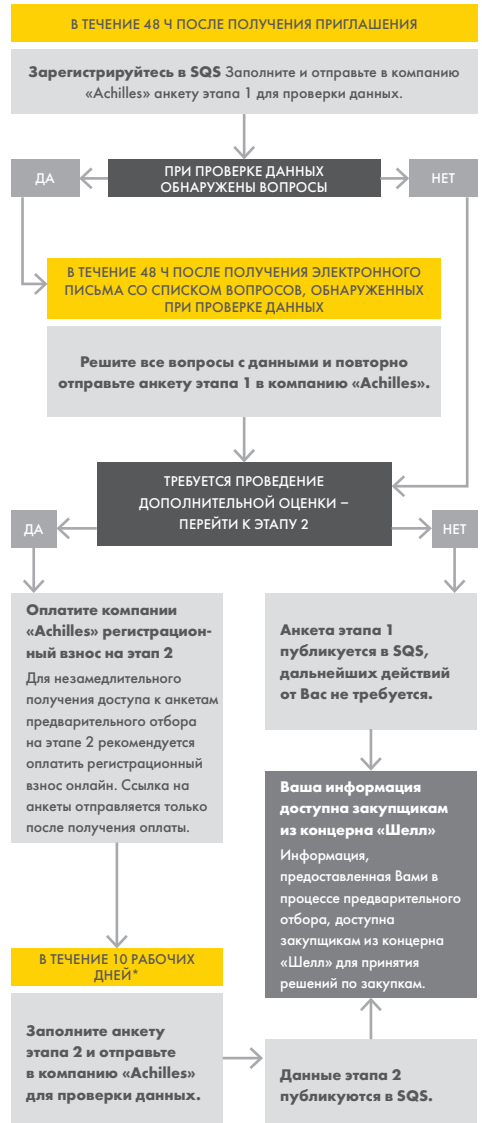 В ТЕЧЕНИЕ 48 Ч ПОСЛЕ ПОЛУЧЕНИЯ ПРИГЛАШЕНИЯ
Зарегистрируйтесь в SQS Заполните и отправьте в компанию
«Achilles» анкету этапа 1 для проверки данных.
ДА
ПРИ ПРОВЕРКЕ ДАННЫХ
ОБНАРУЖЕНЫ ВОПРОСЫ
НЕТ
В ТЕЧЕНИЕ 48 Ч ПОСЛЕ ПОЛУЧЕНИЯ ЭЛЕКТРОННОГО
ПИСЬМА СО СПИСКОМ ВОПРОСОВ, ОБНАРУЖЕННЫХ
ПРИ ПРОВЕРКЕ ДАННЫХ
Решите все вопросы с данными и повторно
отправьте анкету этапа 1 в компанию «Achilles».
ТРЕБУЕТСЯ ПРОВЕДЕНИЕ
ДОПОЛНИТЕЛЬНОЙ ОЦЕНКИ –
ПЕРЕЙТИ К ЭТАПУ 2
ДА
НЕТ
Оплатите компании
«Achilles» регистрацион-
ный взнос на этап 2
Для незамедлительного
получения доступа к анкетам
предварительного отбора
на этапе 2 рекомендуется
оплатить регистрационный
взнос онлайн. Ссылка на
анкеты отправляется только
после получения оплаты.
Анкета этапа 1
публикуется в SQS,
дальнейших действий
от Вас не требуется.
Ваша информация
доступна закупщикам
из концерна «Шелл»
Информация,
предоставленная Вами в
процессе предварительного
отбора, доступна
закупщикам из концерна
«Шелл» для принятия
решений по закупкам.
В ТЕЧЕНИЕ 10 РАБОЧИХ
ДНЕЙ*
Заполните анкету
этапа 2 и отправьте
в компанию «Achilles»
для проверки данных.
Данные этапа 2
публикуются в SQS.